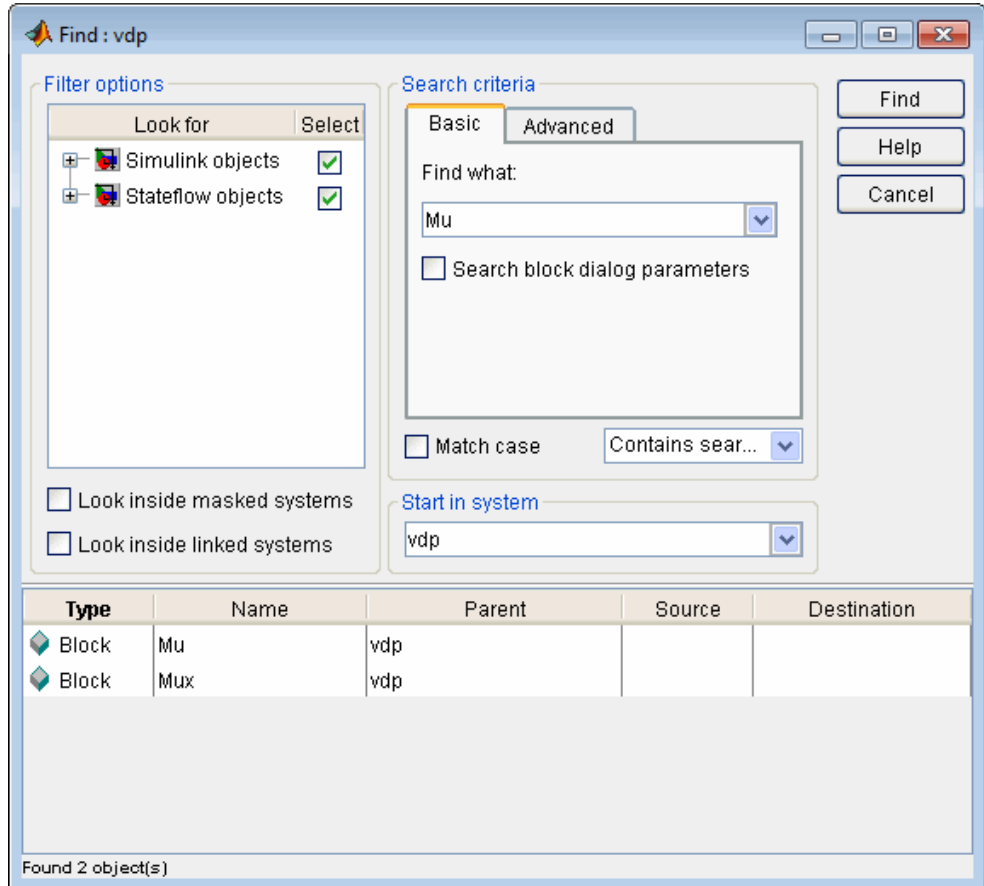 Find : vdp
Filter options
Look for Select
Simulink objects
Stateflow objects
Look inside masked systems
Look inside linked systems
Search criteria
Basic Advanced
Find what:
Mu
Search block dialog parameters
Match case Contains sear...
Start in system
vdp
Find
Help
Cancel
Type Name Parent Source Destination
Block Mu vdp
Block Mux vdp
Found 2 object(s)